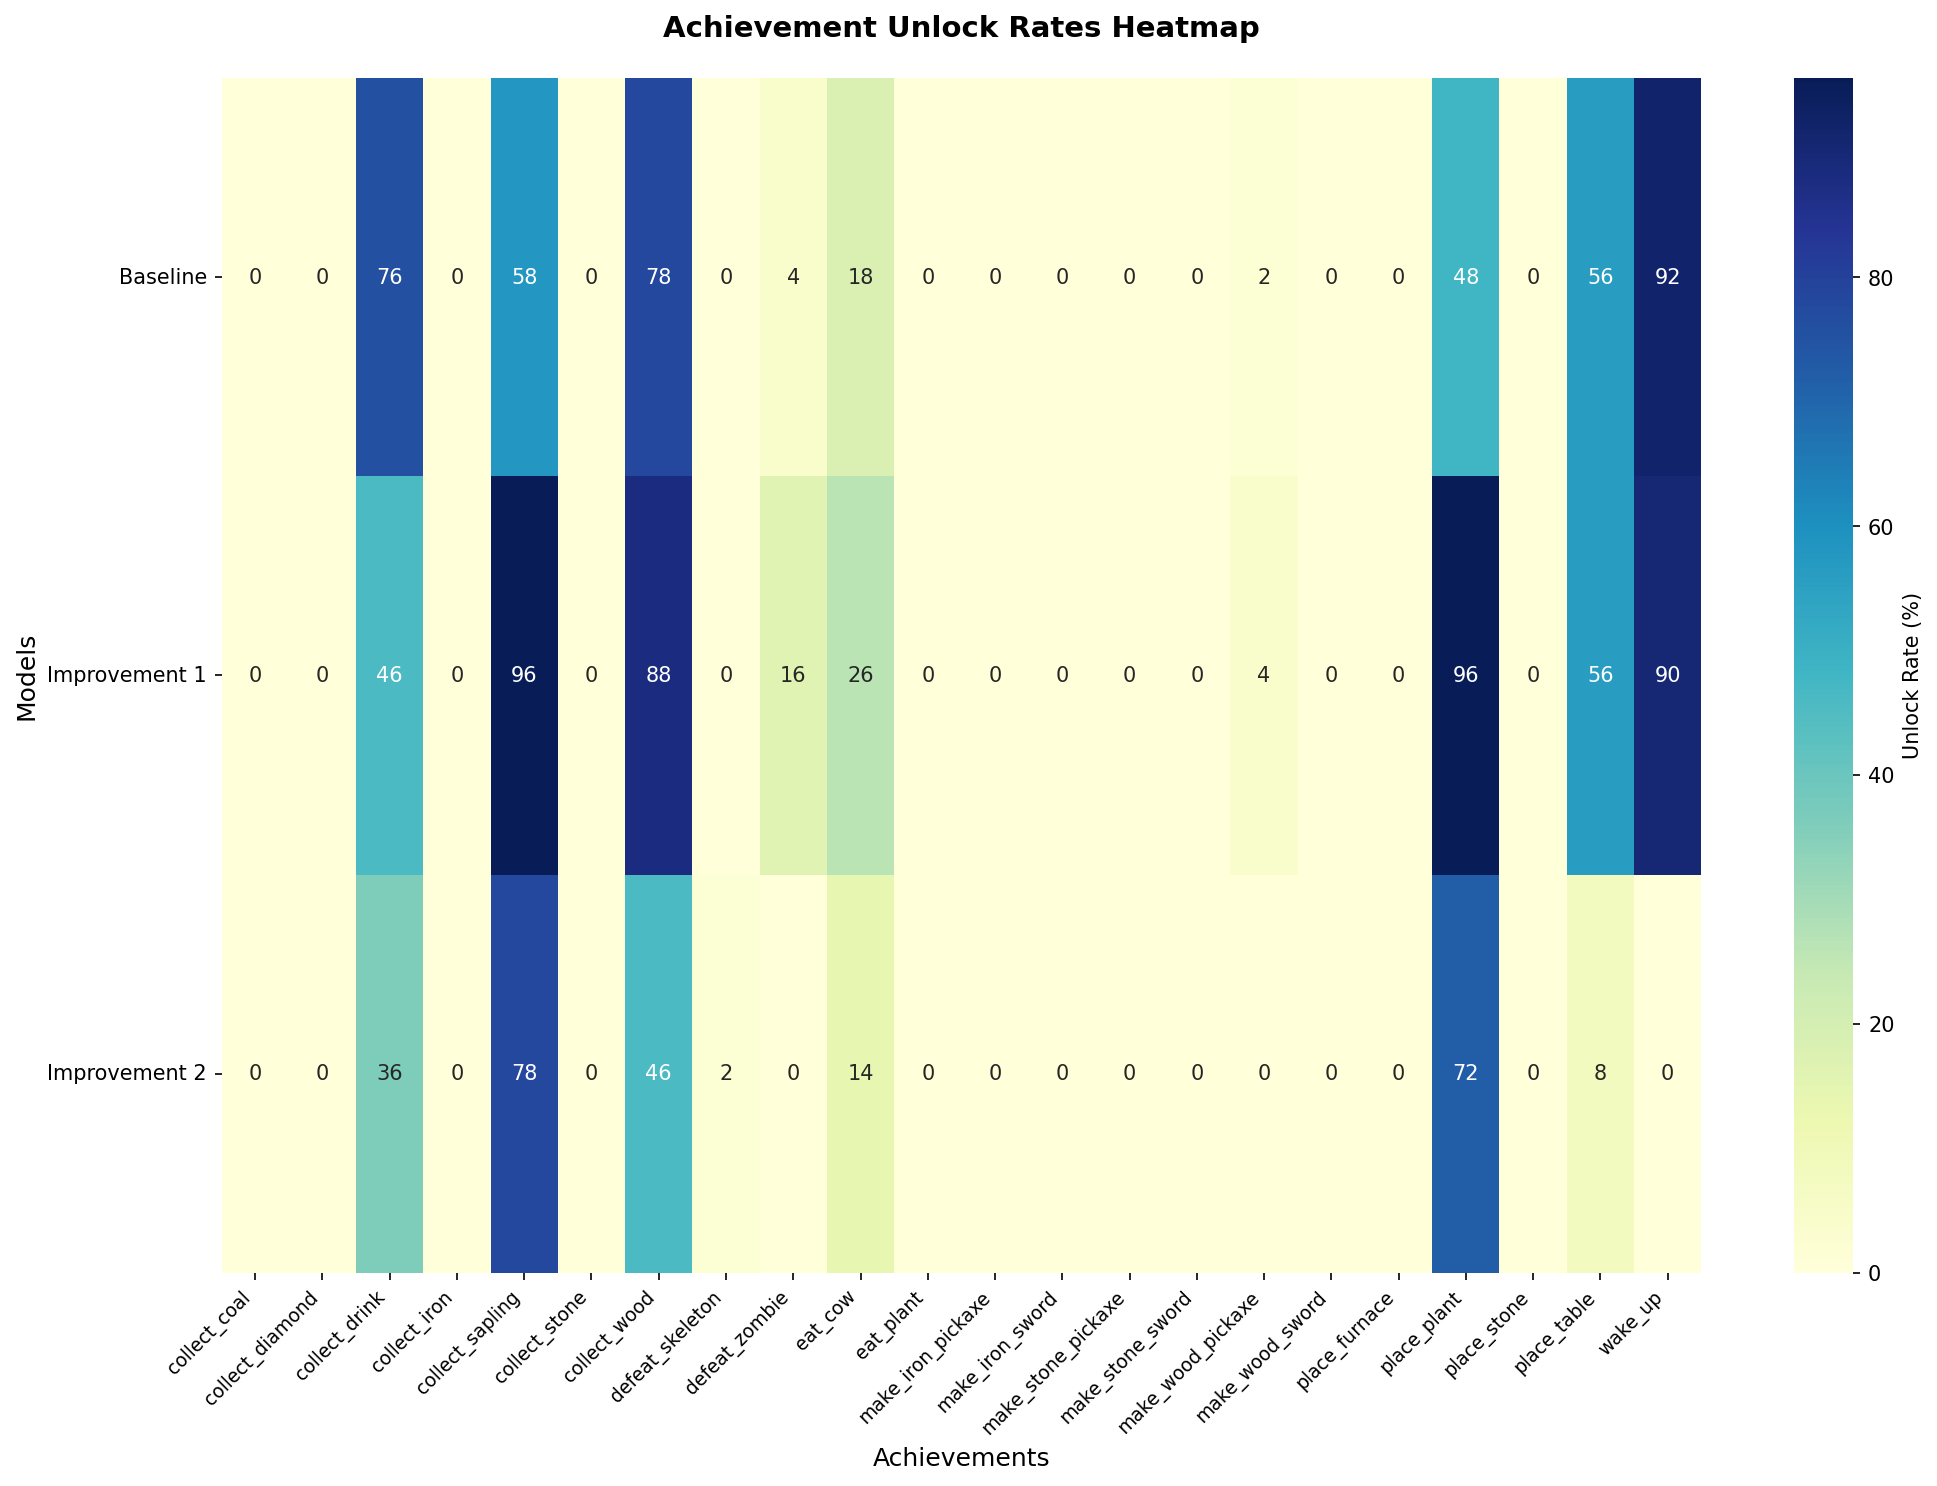 Achievement Unlock Rates Heatmap
Models
Baseline
0 0 76 0 58 0 78 0 4 18 0 0 0 0 0 2 0 0 48 0 56 92
Improvement 1
0 0 46 0 96 0 88 0 16 26 0 0 0 0 0 4 0 0 96 0 56 90
Improvement 2
0 0 36 0 78 0 46 2 0 14 0 0 0 0 0 0 0 0 72 0 8 0
collect_coal
collect_diamond
collect_drink
collect_iron
collect_sapling
collect_stone
collect_wood
defeat_skeleton
defeat_zombie
eat_cow
eat_plant
make_iron_pickaxe
make_iron_sword
make_stone_pickaxe
make_stone_sword
make_wood_pickaxe
make_wood_sword
place_furnace
place_plant
place_stone
place_table
wake_up
Achievements
80
60
40
20
0
Unlock Rate (%)